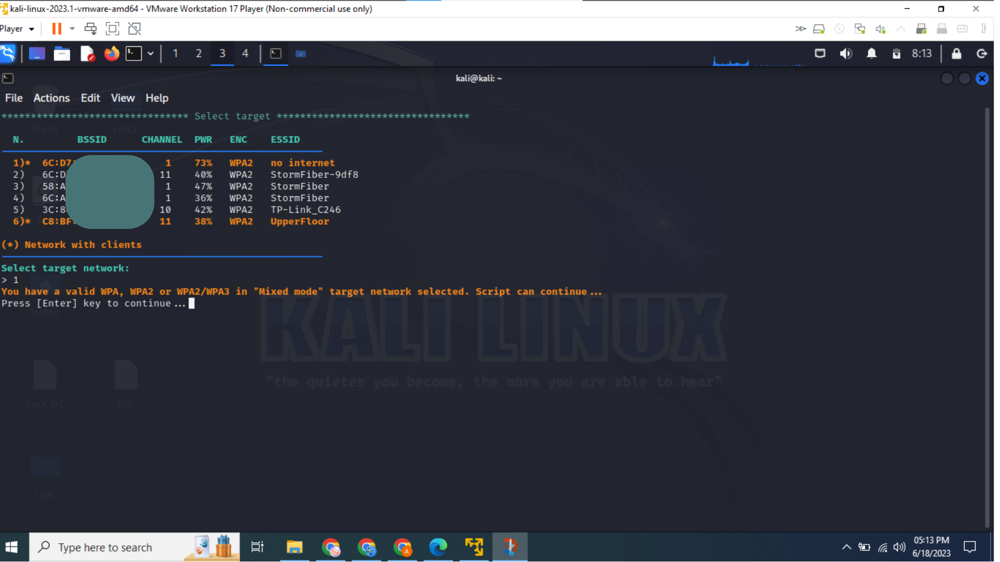 kali-linux-2023.1-vmware-amd64 - VMware Workstation 17 Player (Non-commercial use only)
Player
1 2 3 4
8:13
kali@kali: ~
File Actions Edit View Help
******************************** Select target *********************************
Trash raik2
N. BSSID CHANNEL PWR ENC ESSID
1)* 6C:D7: 1 73% WPA2 no internet
2) 6C:D 11 40% WPA2 StormFiber-9df8
3) 58:A 1 47% WPA2 StormFiber
4) 6C:A 1 36% WPA2 StormFiber
5) 3C:8 10 42% WPA2 TP-Link_C246
6)* C8:BF: 11 38% WPA2 UpperFloor
(*) Network with clients
Select target network:
> 1
You have a valid WPA, WPA2 or WPA2/WPA3 in "Mixed mode" target network selected. Script can continue...
Press [Enter] key to continue...
Home
KALI LINUX
"the quieter you become, the more you are able to hear"
hack.txt full
raik
Type here to search
05:13 PM
6/18/2023